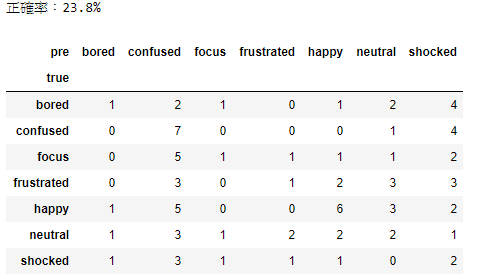 正確率：23.8%
pre bored confused focus frustrated happy neutral shocked
true
bored 1 2 1 0 1 2 4
confused 0 7 0 0 0 1 4
focus 0 5 1 1 1 1 2
frustrated 0 3 0 1 2 3 3
happy 1 5 0 0 6 3 2
neutral 1 3 1 2 2 2 1
shocked 1 3 1 1 1 0 2